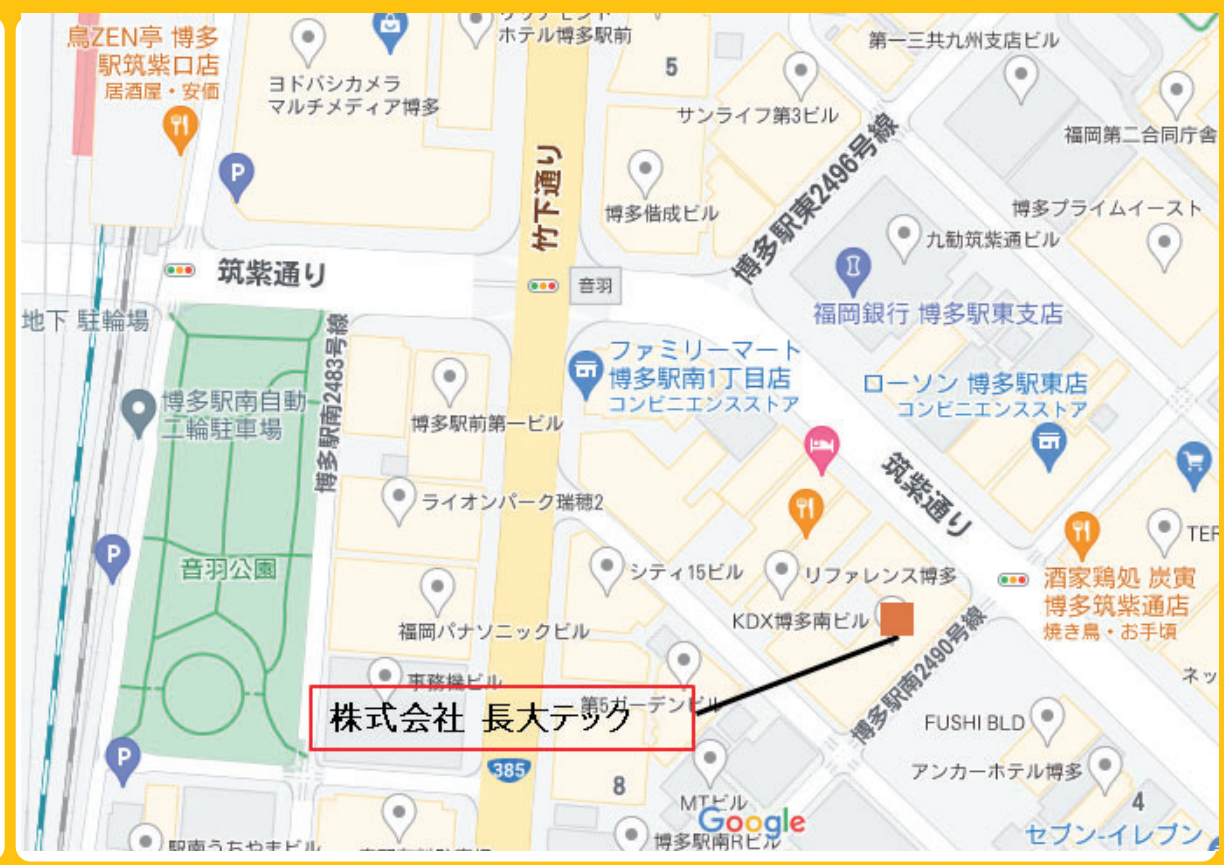 鳥ZEN亭 博多
駅筑紫口店
居酒屋・安価
ヨドバシカメラ
マルチメディア博多
ホテル博多駅前
5
サンライフ第3ビル
第一三共九州支店ビル
福岡第二合同庁舎
P
竹下通り
博多偕成ビル
博多駅東2496号線
博多プライムイースト
九勧筑紫通ビル
筑紫通り
音羽
福岡銀行 博多駅東支店
地下 駐輪場
博多駅南2483号線
ファミリーマート
博多駅南1丁目店
コンビニエンスストア
ローソン 博多駅東店
コンビニエンスストア
博多駅南自動
二輪駐車場
博多駅前第一ビル
筑紫通り
ライオンパーク瑞穂2
TER
P
音羽公園
シティ15ビル
リファレンス博多
酒家鶏処 炭寅
博多筑紫通店
焼き鳥・お手頃
KDX博多南ビル
福岡パナソニックビル
博多駅南2490号線
事務機ビル
ネッ
第5ガーデンビル
株式会社 長大テック
FUSHI BLD
P
385
8
アンカーホテル博多
MTビル
4
Google
セブン-イレブン
博多駅南Rビル
駅南うちやまビル